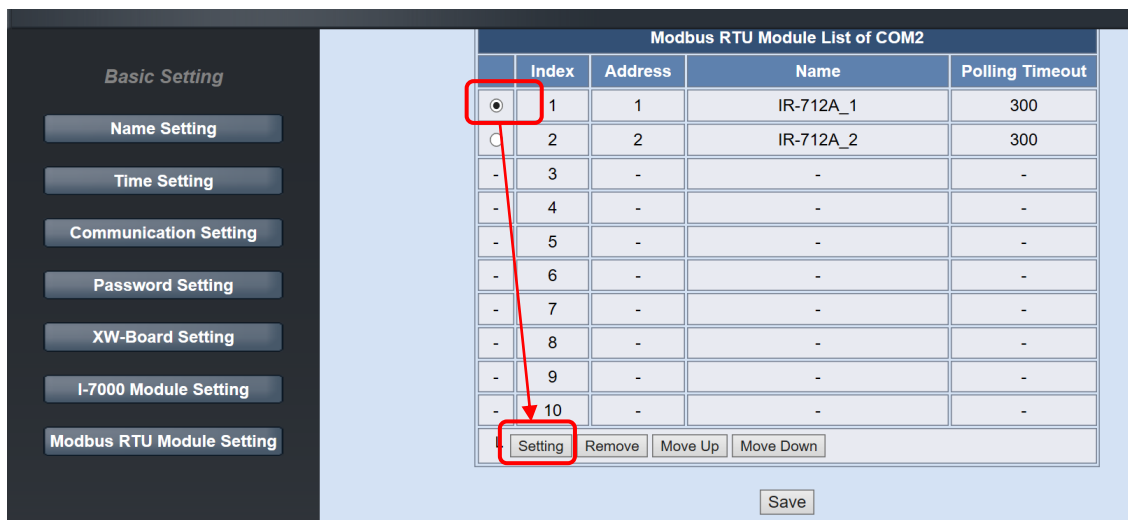 Basic Setting
Name Setting
Time Setting
Communication Setting
Password Setting
XW-Board Setting
I-7000 Module Setting
Modbus RTU Module Setting
Modbus RTU Module List of COM2
Index Address Name Polling Timeout
1 1 IR-712A_1 300
2 2 IR-712A_2 300
- 3 - - -
- 4 - - -
- 5 - - -
- 6 - - -
- 7 - - -
- 8 - - -
- 9 - - -
- 10 - - -
Setting Remove Move Up Move Down
Save